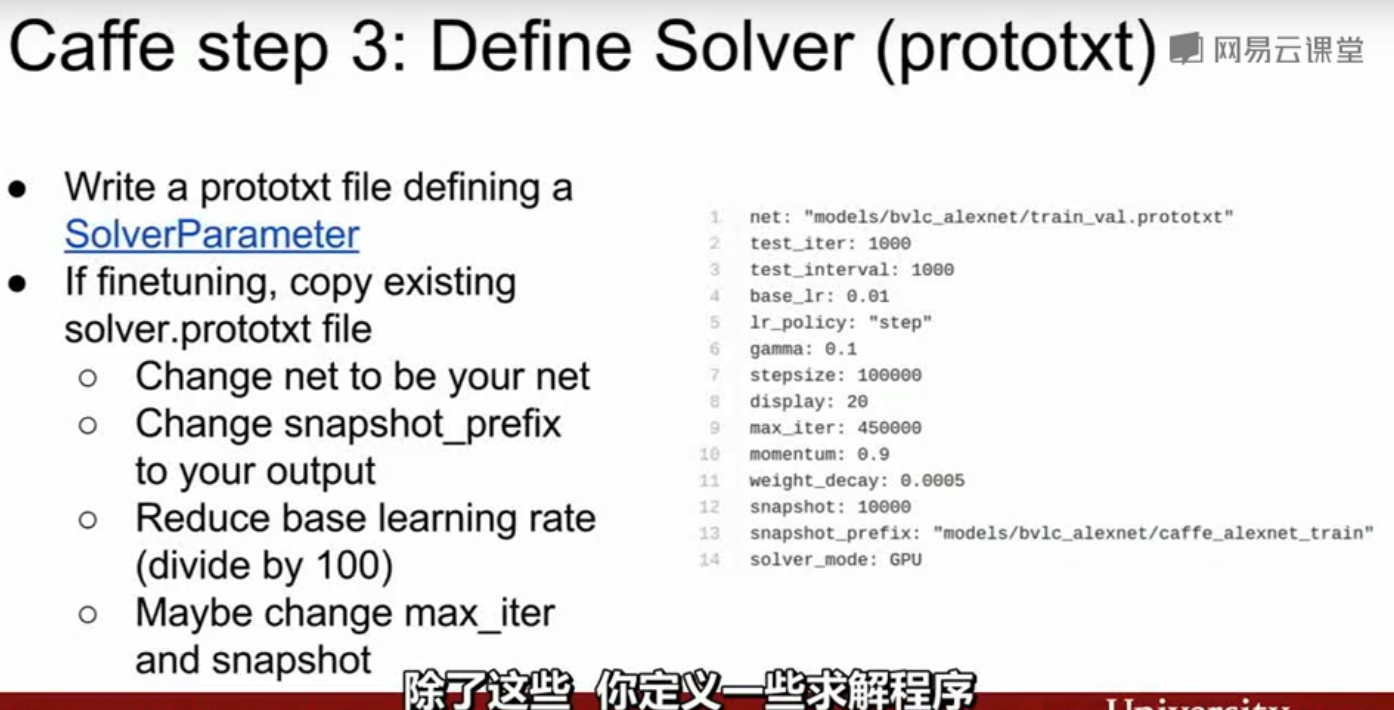 Caffe step 3: Define Solver (prototxt)
网易云课堂
● Write a prototxt file defining a
SolverParameter
● If finetuning, copy existing
solver.prototxt file
○ Change net to be your net
○ Change snapshot_prefix
to your output
○ Reduce base learning rate
(divide by 100)
○ Maybe change max_iter
and snapshot
1 net: "models/bvlc_alexnet/train_val.prototxt"
2 test_iter: 1000
3 test_interval: 1000
4 base_lr: 0.01
5 lr_policy: "step"
6 gamma: 0.1
7 stepsize: 100000
8 display: 20
9 max_iter: 450000
10 momentum: 0.9
11 weight_decay: 0.0005
12 snapshot: 10000
13 snapshot_prefix: "models/bvlc_alexnet/caffe_alexnet_train"
14 solver_mode: GPU
除了这些 你定义一些求解程序
University